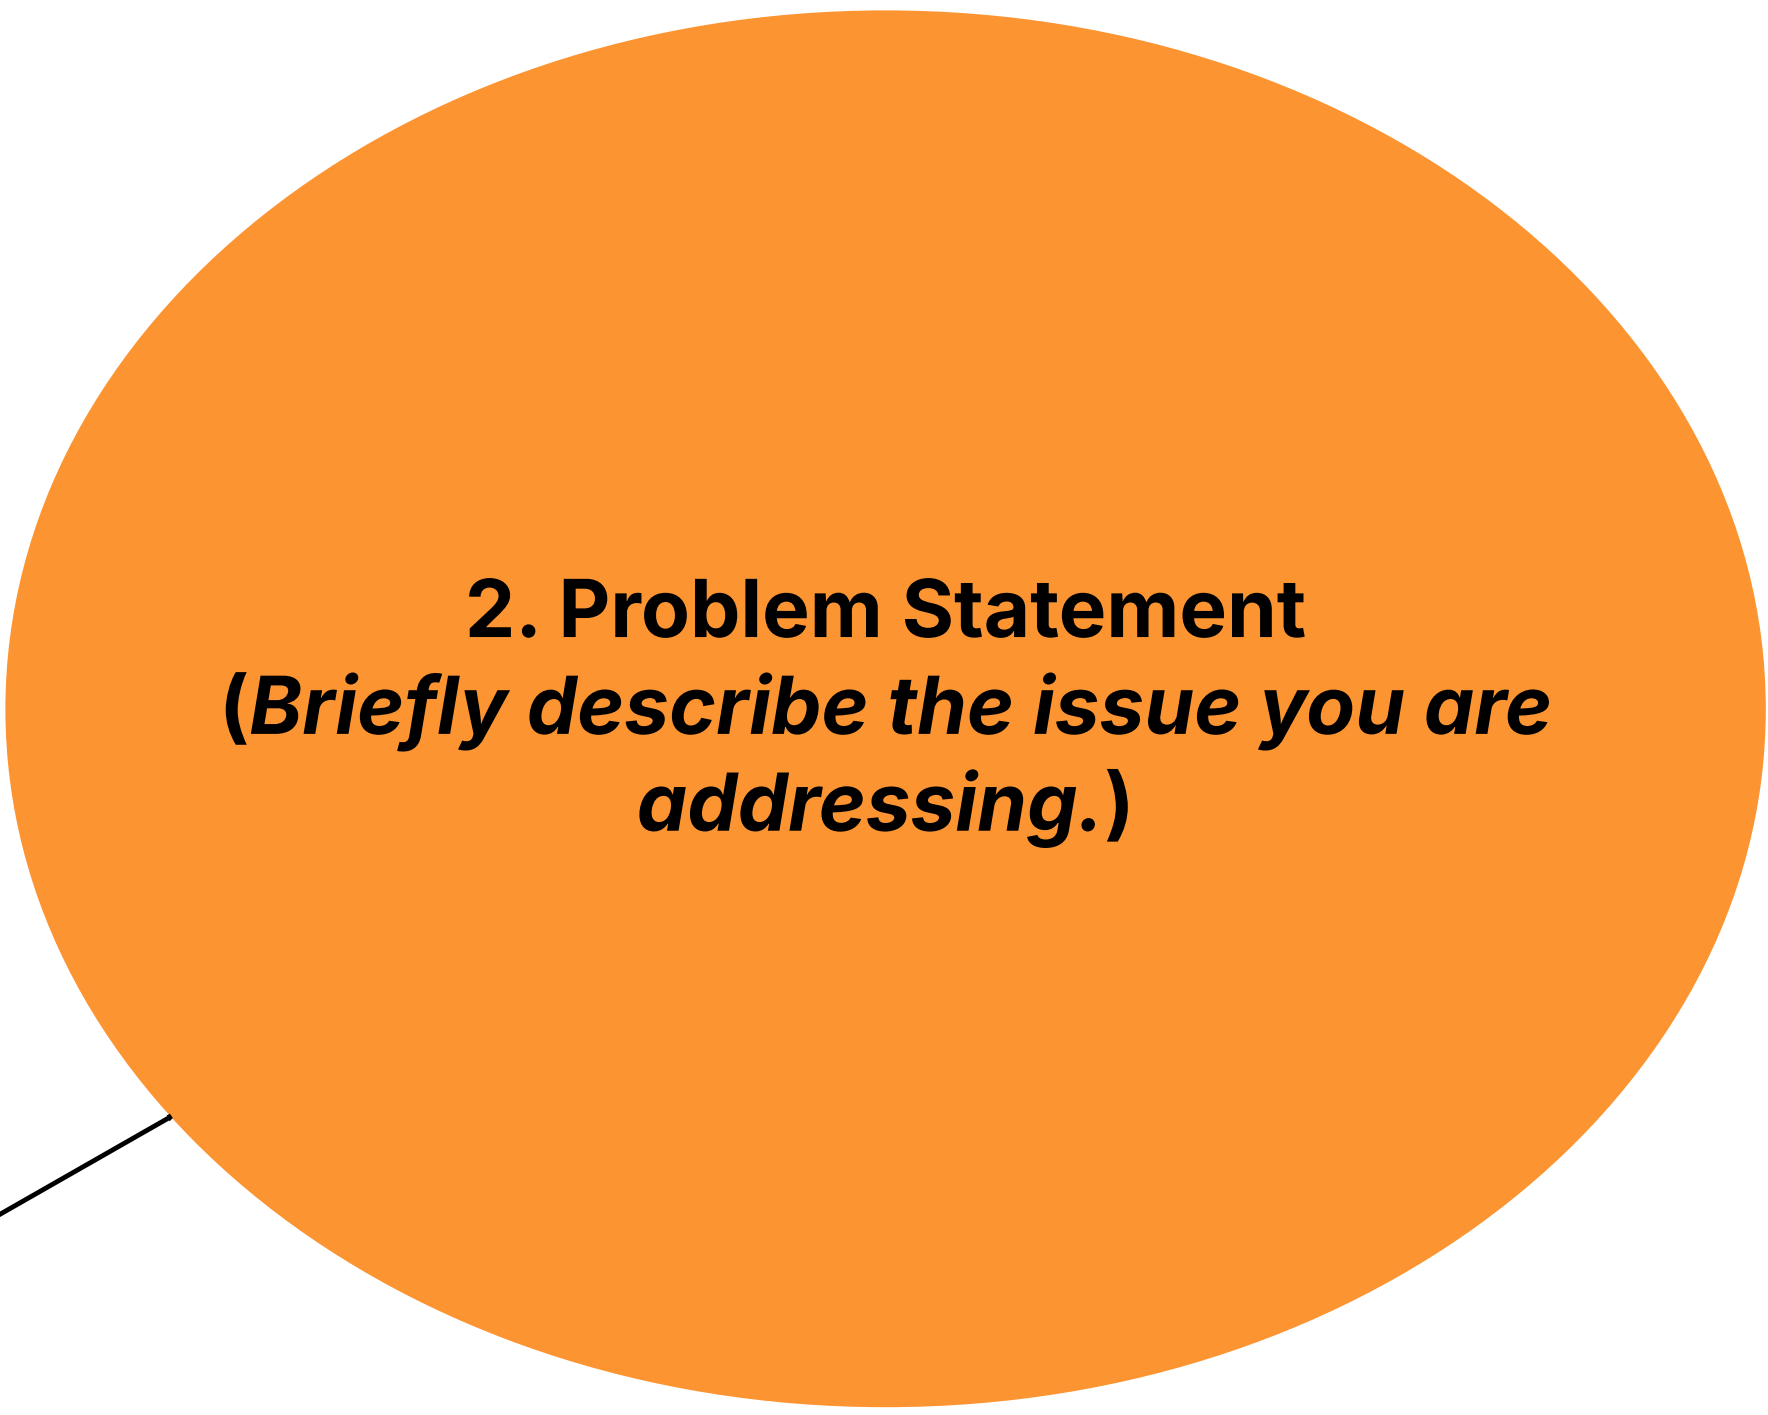 2. Problem Statement
(Briefly describe the issue you are
addressing.)